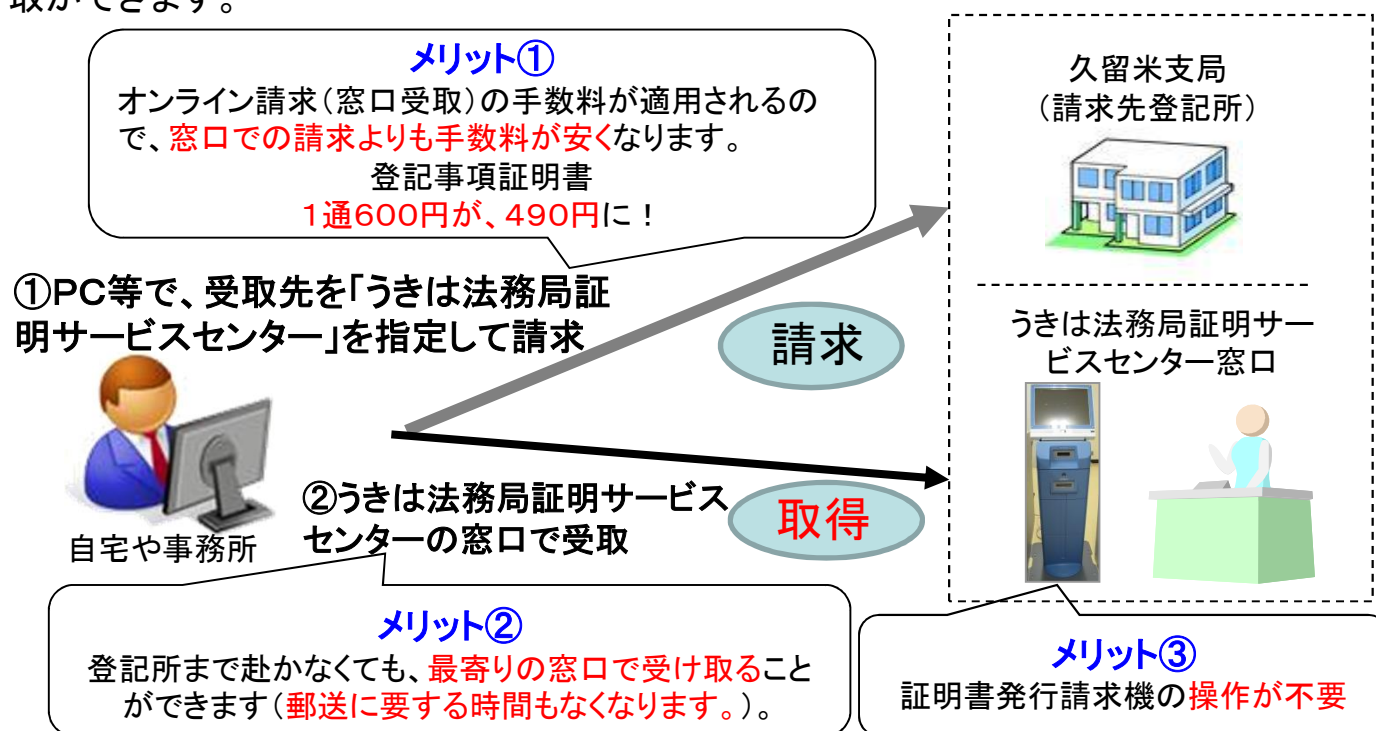 取ができます。
メリット①
オンライン請求(窓口受取)の手数料が適用されるの
で、窓口での請求よりも手数料が安くなります。
登記事項証明書
1通600円が、490円に!
久留米支局
(請求先登記所)
①PC等で、受取先を「うきは法務局証
明サービスセンター」を指定して請求
請求
うきは法務局証明サー
ビスセンター窓口
自宅や事務所
②うきは法務局証明サービス
センターの窓口で受取
取得
メリット②
登記所まで赴かなくても、最寄りの窓口で受け取ること
ができます(郵送に要する時間もなくなります。)。
メリット③
証明書発行請求機の操作が不要